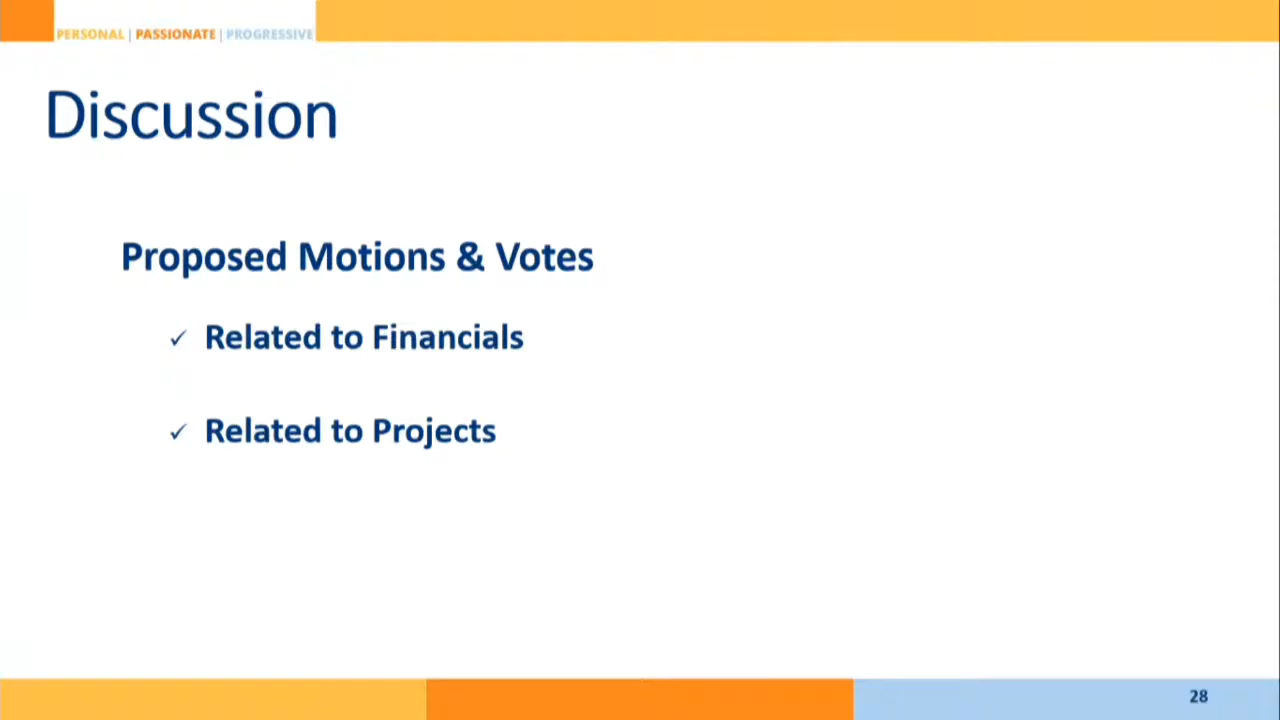 PERSONAL | PASSIONATE | PROGRESSIVE
Discussion
Proposed Motions & Votes
✓ Related to Financials
✓ Related to Projects
28